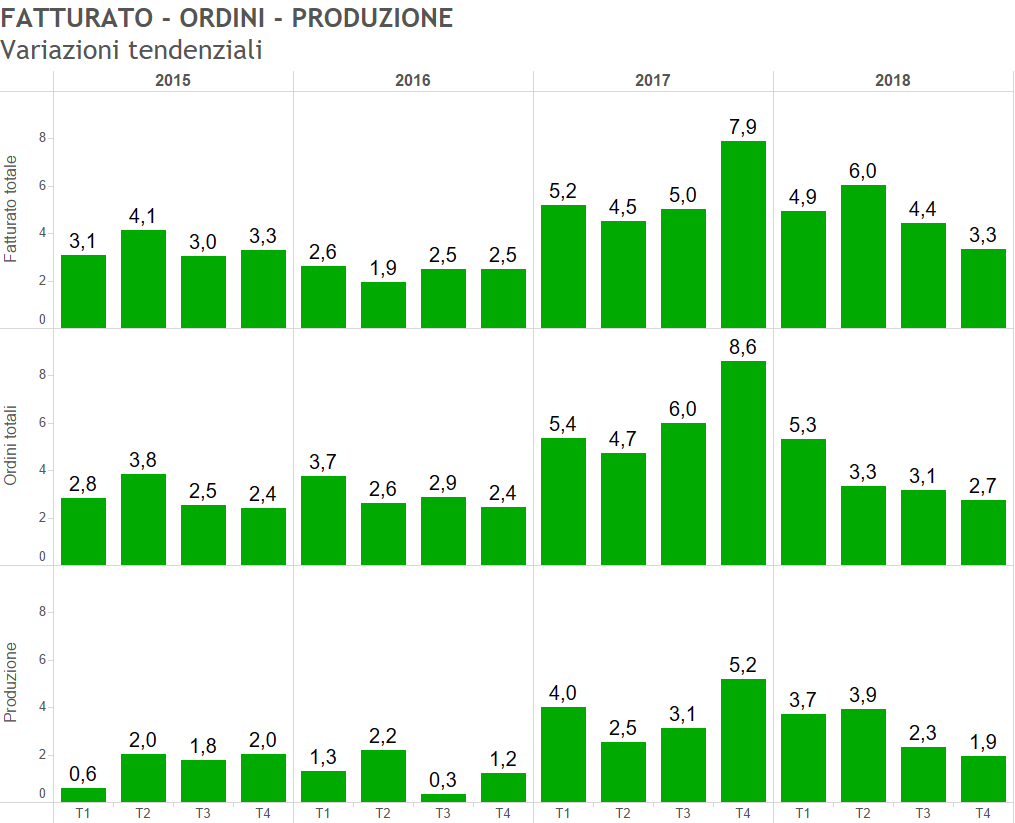 FATTURATO - ORDINI - PRODUZIONE
Variazioni tendenziali
2015 2016 2017 2018
Fatturato totale
8
6
4
2
0
3,1 4,1 3,0 3,3 2,6 1,9 2,5 2,5 5,2 4,5 5,0 7,9 4,9 6,0 4,4 3,3
Ordini totali
8
6
4
2
0
2,8 3,8 2,5 2,4 3,7 2,6 2,9 2,4 5,4 4,7 6,0 8,6 5,3 3,3 3,1 2,7
Produzione
8
6
4
2
0
0,6 2,0 1,8 2,0 1,3 2,2 0,3 1,2 4,0 2,5 3,1 5,2 3,7 3,9 2,3 1,9
T1 T2 T3 T4 T1 T2 T3 T4 T1 T2 T3 T4 T1 T2 T3 T4